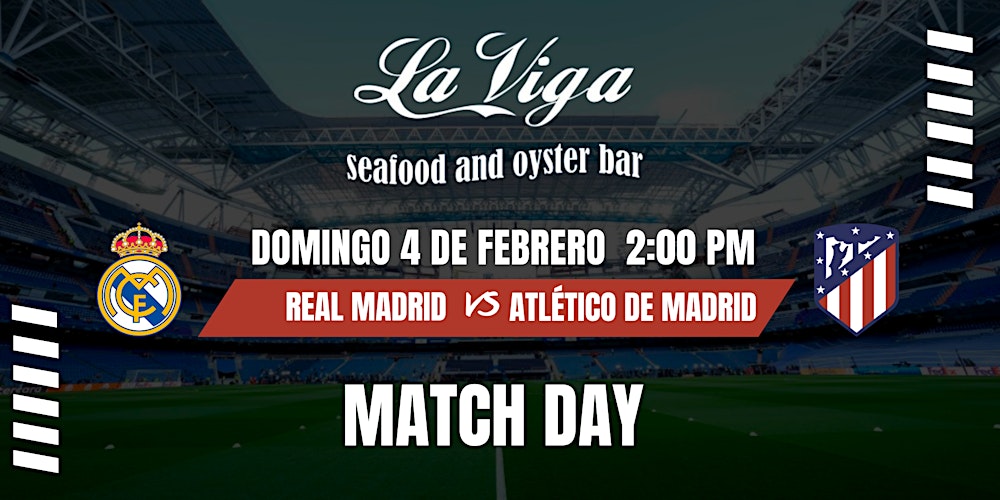 La Viga
Seafood and oyster bar
DOMINGO 4 DE FEBRERO 2:00 PM
REAL MADRID VS ATLÉTICO DE MADRID
MATCH DAY